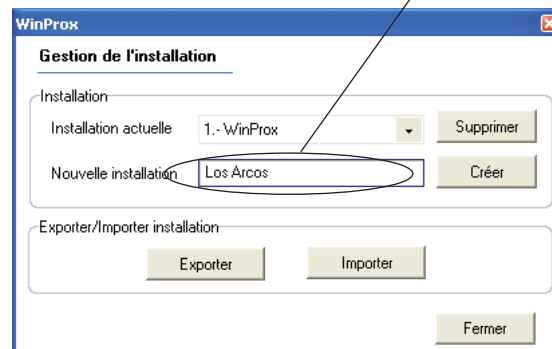 WinProx
Gestion de l'installation
Installation
Installation actuelle 1.- WinProx Supprimer
Nouvelle installation Los Arcos Créer
Exporter/Importer installation
Exporter Importer
Fermer